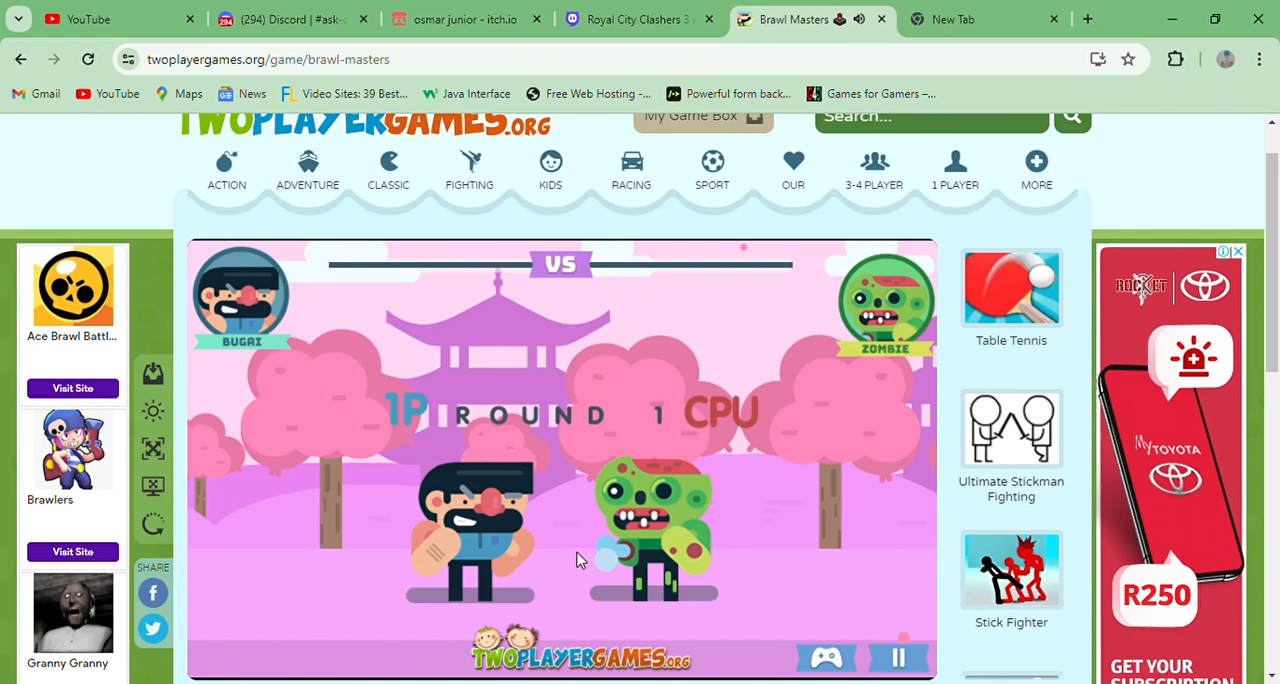 YouTube
(294) Discord | #ask-c
osmar junior - itch.io
Royal City Clashers 3
Brawl Masters
New Tab
twoplayergames.org/game/brawl-masters
Gmail
YouTube
Maps
News
Video Sites: 39 Best...
Java Interface
Free Web Hosting -...
Powerful form back...
Games for Gamers –...
TWOPLAYERGAMES.ORG
My Game Box
Search...
ACTION
ADVENTURE
CLASSIC
FIGHTING
KIDS
RACING
SPORT
OUR
3-4 PLAYER
1 PLAYER
MORE
Ace Brawl Battl...
Visit Site
Brawlers
Visit Site
Granny Granny
SHARE
VS
BUGAI
ZOMBIE
1P ROUND 1 CPU
TWOPLAYERGAMES.ORG
Table Tennis
Ultimate Stickman
Fighting
Stick Fighter
ROCKET
TOYOTA
MYTOYOTA
R250
GET YOUR
SUBSCRIPTION